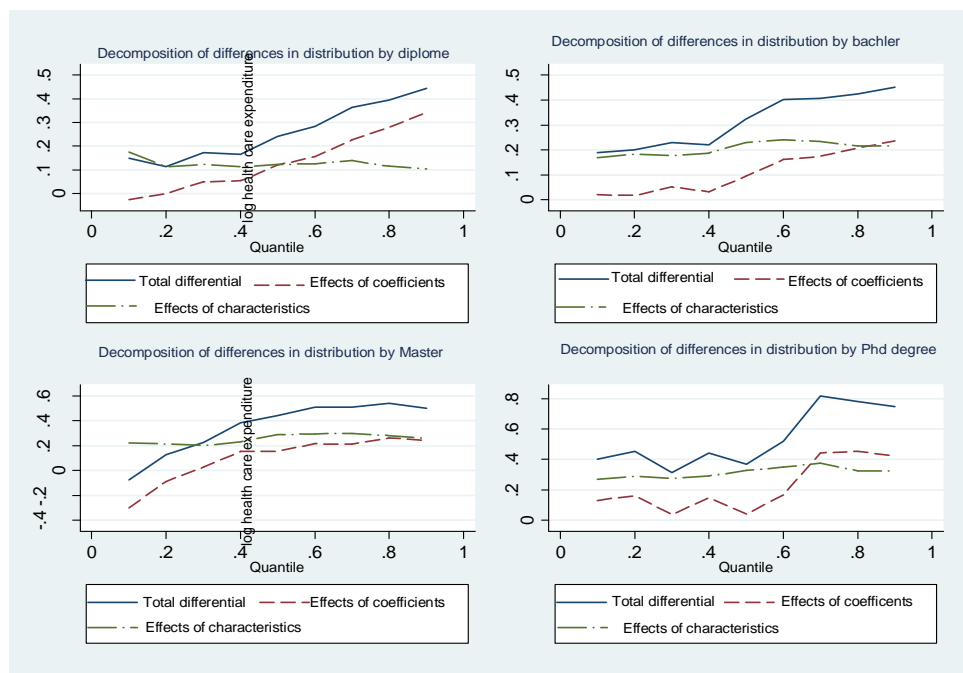 Decomposition of differences in distribution by diplome
log health care expenditure
.5
.4
.3
.2
.1
0
0 .2 .4 .6 .8 1
Quantile
Total differential Effects of coefficients
Effects of characteristics
Decomposition of differences in distribution by bachler
.5
.4
.3
.2
.1
0
0 .2 .4 .6 .8 1
Quantile
Total differential Effects of coefficients
Effects of characteristics
Decomposition of differences in distribution by Master
log health care expenditure
.6
.4
.2
0
-.2
-.4
0 .2 .4 .6 .8 1
Quantile
Total differential Effects of coefficients
Effects of characteristics
Decomposition of differences in distribution by Phd degree
.8
.6
.4
.2
0
0 .2 .4 .6 .8 1
Quantile
Total differential Effects of coefficents
Effects of characteristics